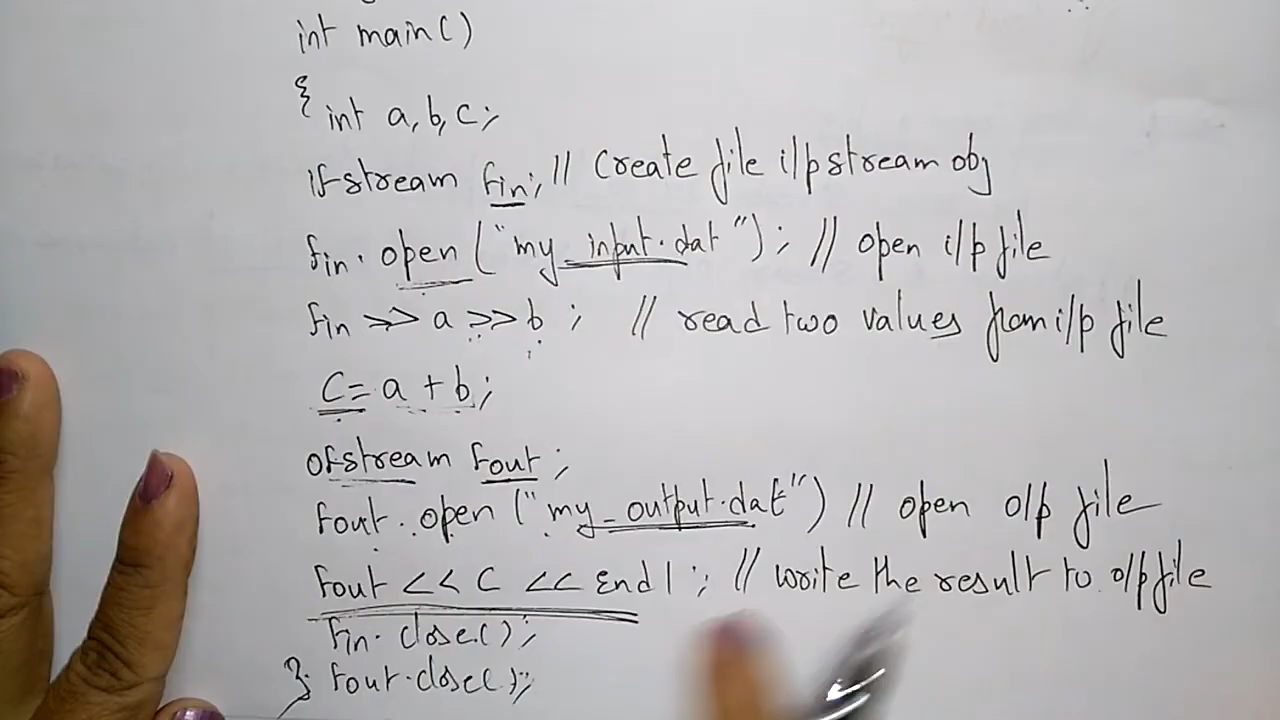 int main()
{ int a, b, c;
ifstream fin; // Create file i/p stream obj
fin.open ("my_input.dat"); // open i/p file
fin >> a >> b ; // read two values from i/p file
C = a + b;
ofstream fout;
fout.open ("my_output.dat") // open o/p file
fout << C << endl ; // write the result to o/p file
fin.close();
} fout.close();